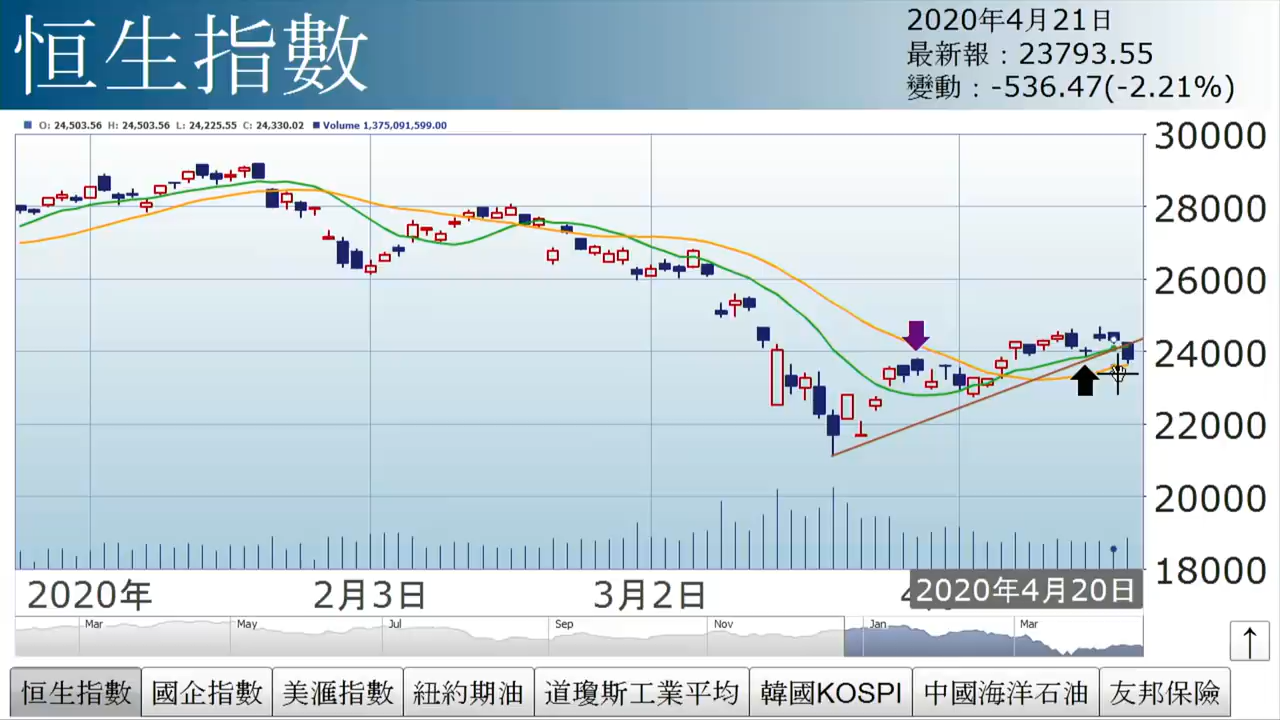 恒生指數
2020年4月21日
最新報：23793.55
變動：-536.47(-2.21%)
O: 24,503.56 H: 24,503.56 L: 24,225.55 C: 24,330.02 Volume 1,375,091,599.00
30000
28000
26000
24000
22000
20000
18000
2020年 2月3日 3月2日 2020年4月20日
Mar May Jul Sep Nov Jan Mar
恒生指數 國企指數 美滙指數 紐約期油 道瓊斯工業平均 韓國KOSPI 中國海洋石油 友邦保險